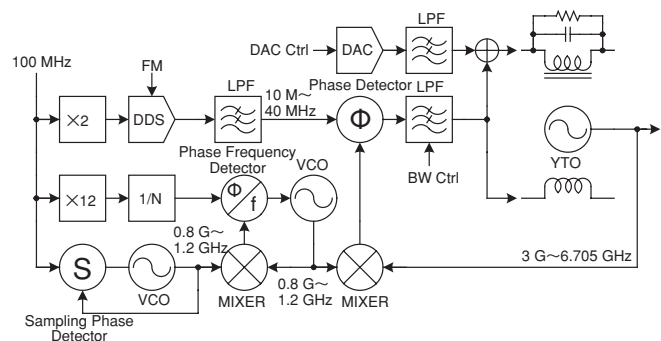 LPF
DAC Ctrl
DAC
100 MHz
FM
LPF
10 M～
40 MHz
Phase Detector
LPF
×2
DDS
Φ
Phase Frequency
Detector
VCO
BW Ctrl
YTO
×12
1/N
Φ
f
0.8 G～
1.2 GHz
3 G～6.705 GHz
S
VCO
MIXER
0.8 G～
1.2 GHz
MIXER
Sampling Phase
Detector